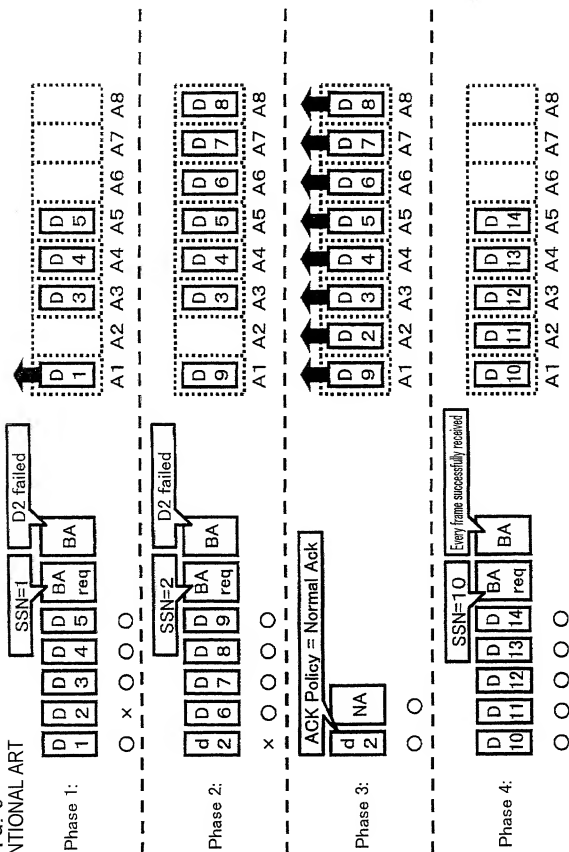 NTIONAL ART
Phase 1:
SSN=1
D2 failed
D 1 D 2 D 3 D 4 D 5 BA req BA
○ × ○ ○ ○
D 1 D 3 D 4 D 5
A1 A2 A3 A4 A5 A6 A7 A8
Phase 2:
SSN=2
D2 failed
d 2 D 6 D 7 D 8 D 9 BA req BA
× ○ ○ ○ ○
D 9 D 3 D 4 D 5 D 6 D 7 D 8
A1 A2 A3 A4 A5 A6 A7 A8
Phase 3:
ACK Policy = Normal Ack
d 2 NA
○ ○
D 9 D 2 D 3 D 4 D 5 D 6 D 7 D 8
A1 A2 A3 A4 A5 A6 A7 A8
Phase 4:
SSN=10
Every frame successfully received
D 10 D 11 D 12 D 13 D 14 BA req BA
○ ○ ○ ○ ○
D 10 D 11 D 12 D 13 D 14
A1 A2 A3 A4 A5 A6 A7 A8